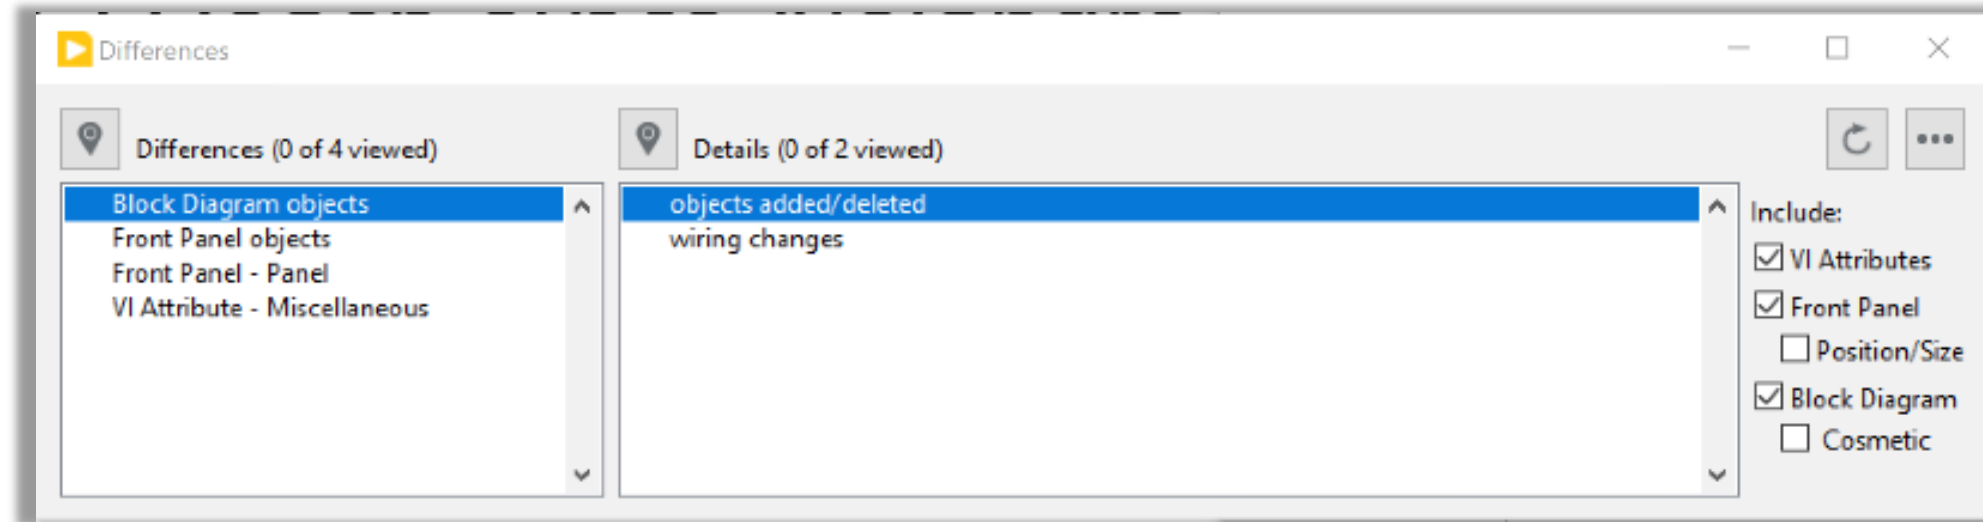 Differences
Differences (0 of 4 viewed)
Details (0 of 2 viewed)
Block Diagram objects
Front Panel objects
Front Panel - Panel
VI Attribute - Miscellaneous
objects added/deleted
wiring changes
Include:
VI Attributes
Front Panel
Position/Size
Block Diagram
Cosmetic